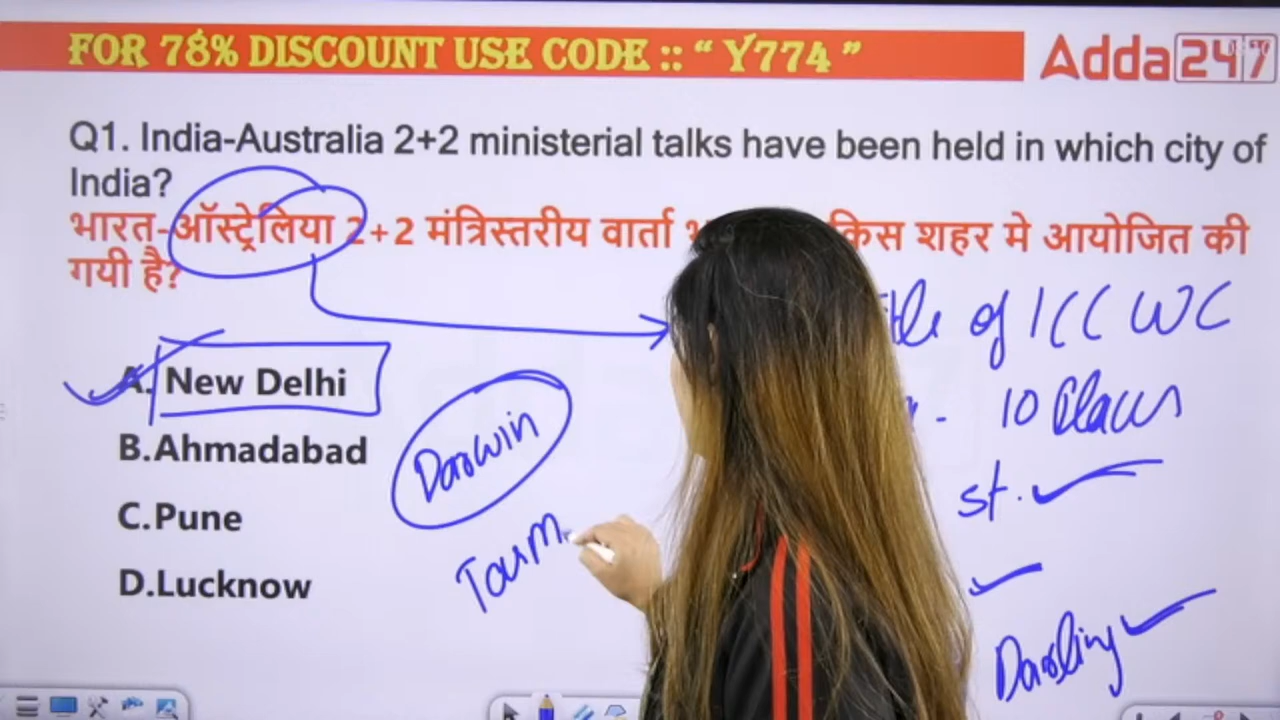 FOR 78% DISCOUNT USE CODE :: “ Y774 ”
Adda 247
Q1. India-Australia 2+2 ministerial talks have been held in which city of
India?
भारत-ऑस्ट्रेलिया 2+2 मंत्रिस्तरीय वार्ता किस शहर मे आयोजित की
गयी है?
of ICC WC
A. New Delhi
10
B.Ahmadabad
Darwin
st.
C.Pune
D.Lucknow
Darling